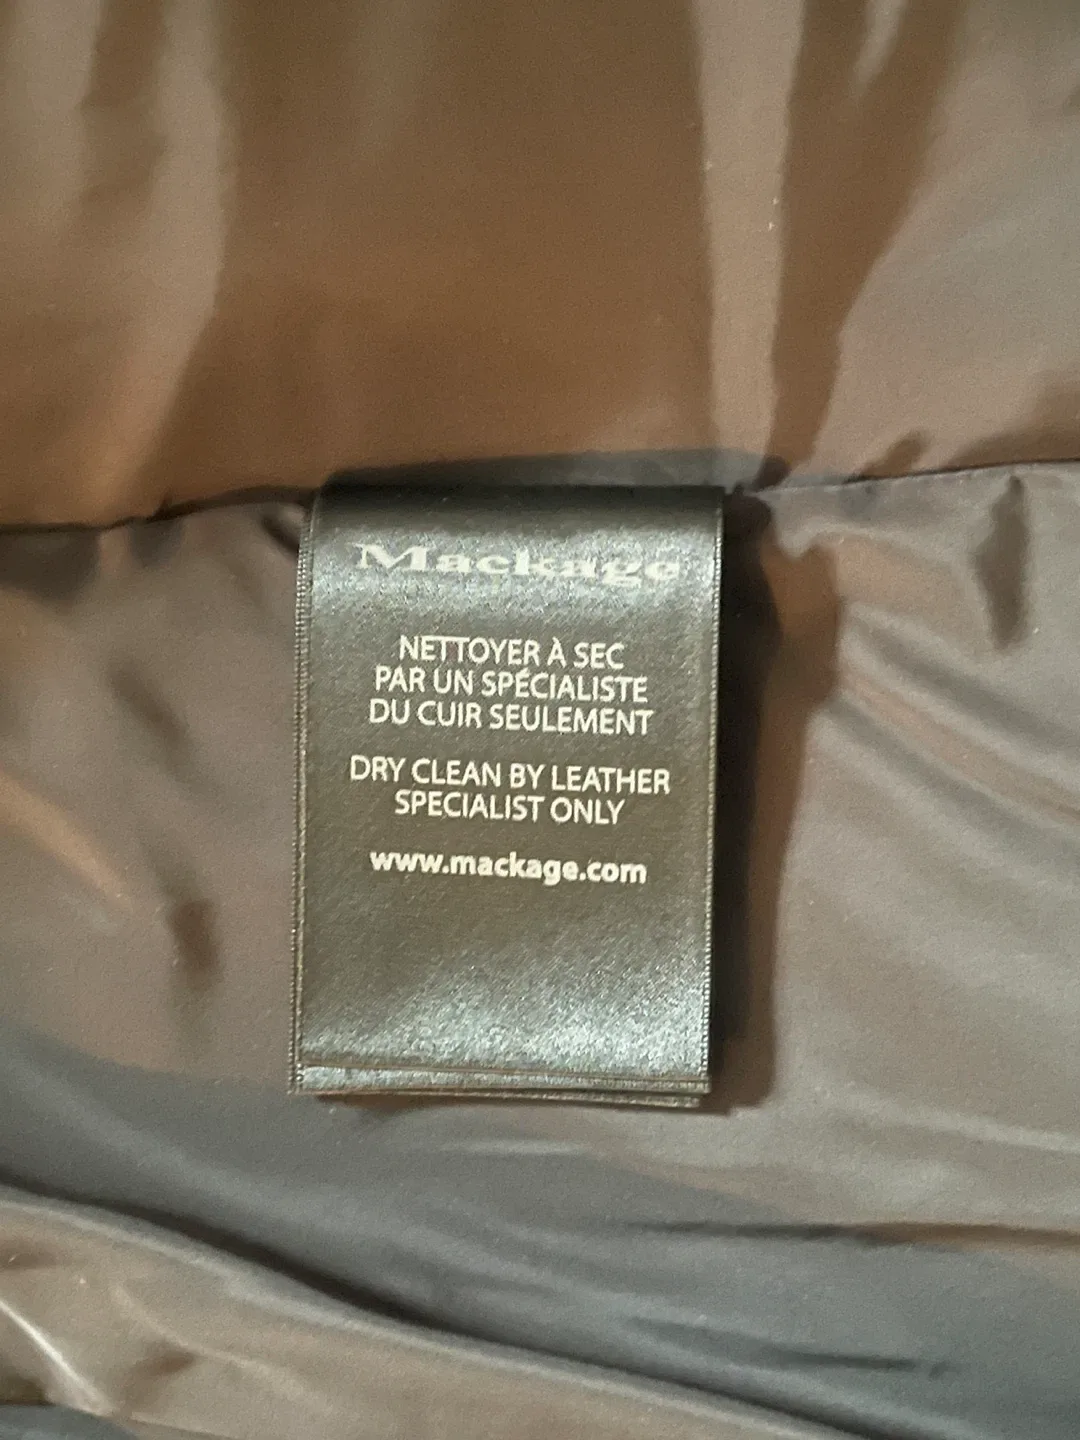 Mackage
NETTOYER À SEC
PAR UN SPÉCIALISTE
DU CUIR SEULEMENT
DRY CLEAN BY LEATHER
SPECIALIST ONLY
www.mackage.com